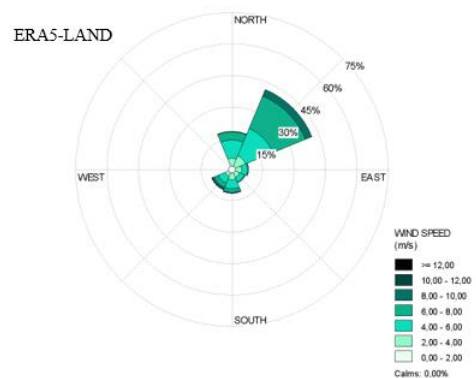 NORTH
ERA5-LAND
75%
60%
45%
30%
15%
WEST
EAST
SOUTH
WIND SPEED
(m/s)
>= 12,00
10,00 - 12,00
8,00 - 10,00
6,00 - 8,00
4,00 - 6,00
2,00 - 4,00
0,00 - 2,00
Calms: 0.00%